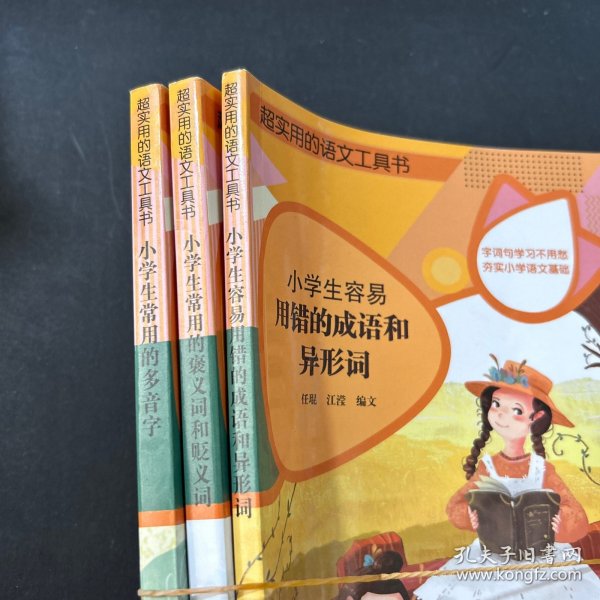 超实用的语文工具书
小学生常用的多音字
超实用的语文工具书
小学生常用的褒义词和贬义词
超实用的语文工具书
小学生容易用错的成语和异形词
超实用的语文工具书
字词句学习不用愁
夯实小学语文基础
小学生容易
用错的成语和
异形词
任琨 江滢 编文
孔夫子旧书网
www.kongfz.com